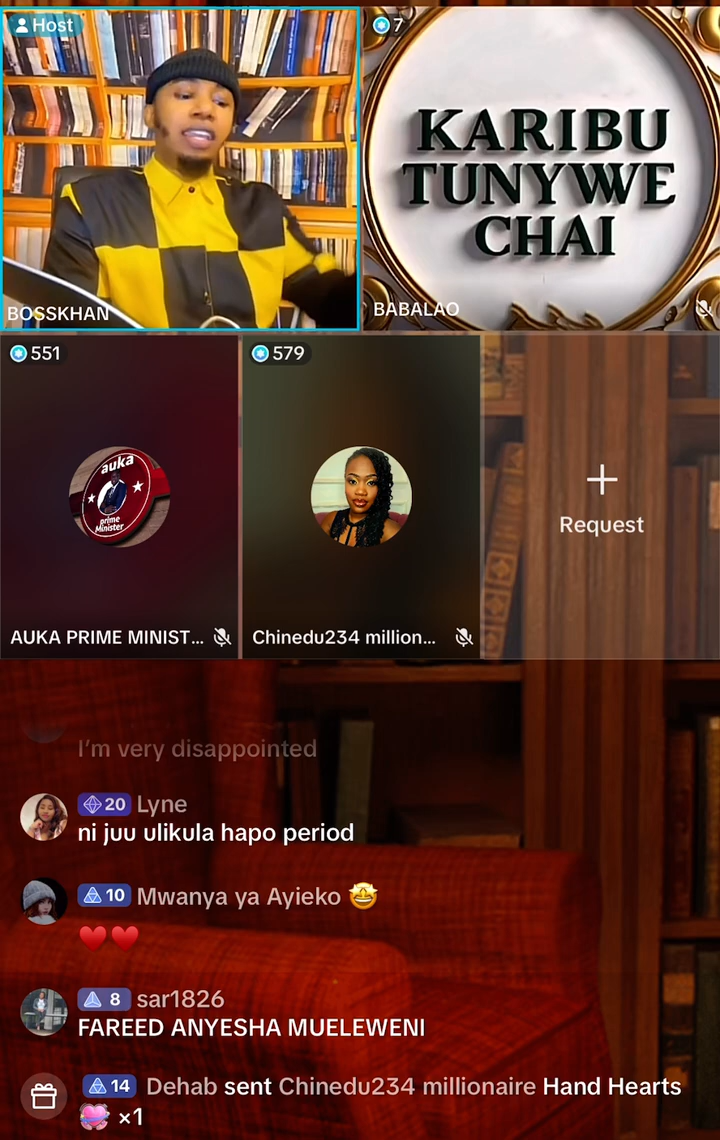 Host
7
KARIBU
TUNYWE
CHAI
BOSSKHAN
BABALAO
551
579
auka
prime
Minister
Request
AUKA PRIME MINIST...
Chinedu234 million...
I'm very disappointed
20 Lyne
ni juu ulikula hapo period
10 Mwanya ya Ayieko 🤩
♥️♥️
8 sar1826
FAREED ANYESHA MUELEWENI
14 Dehab sent Chinedu234 millionaire Hand Hearts
×1